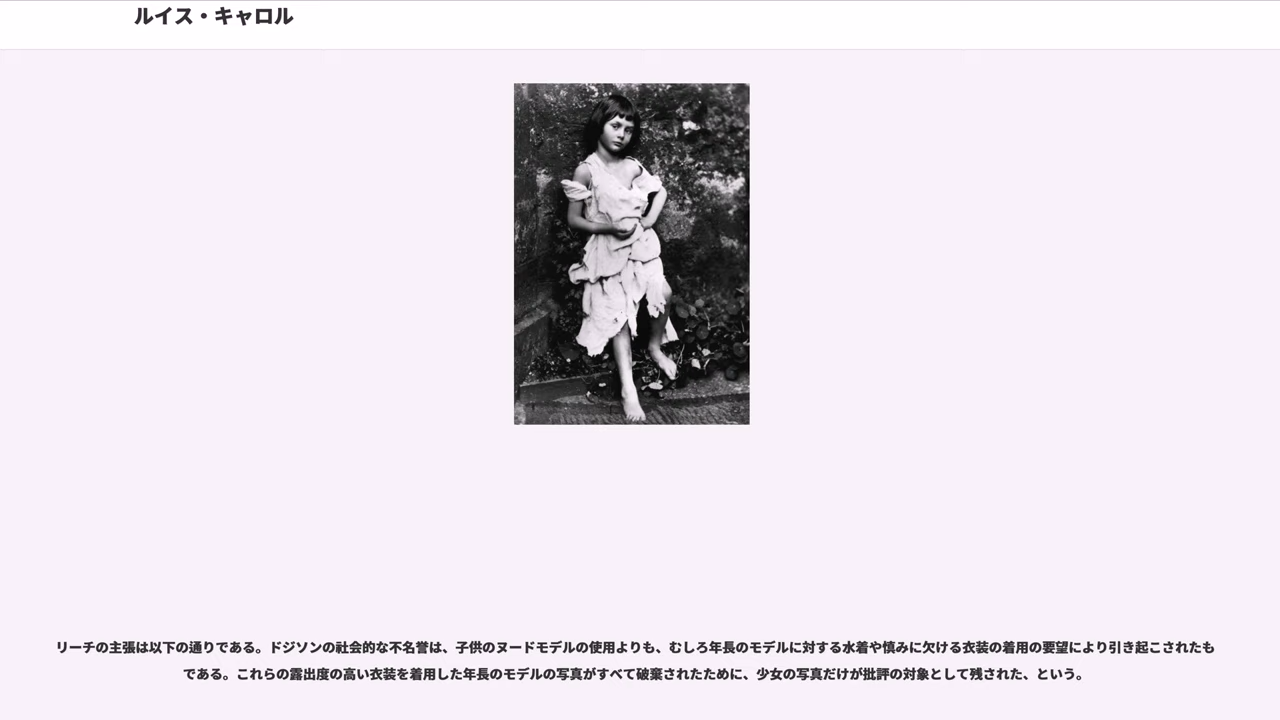 ルイス・キャロル
リーチの主張は以下の通りである。ドジソンの社会的な不名誉は、子供のヌードモデルの使用よりも、むしろ年長のモデルに対する水着や慎みに欠ける衣装の着用の要望により引き起こされたも
である。これらの露出度の高い衣装を着用した年長のモデルの写真がすべて破棄されたために、少女の写真だけが批評の対象として残された、という。